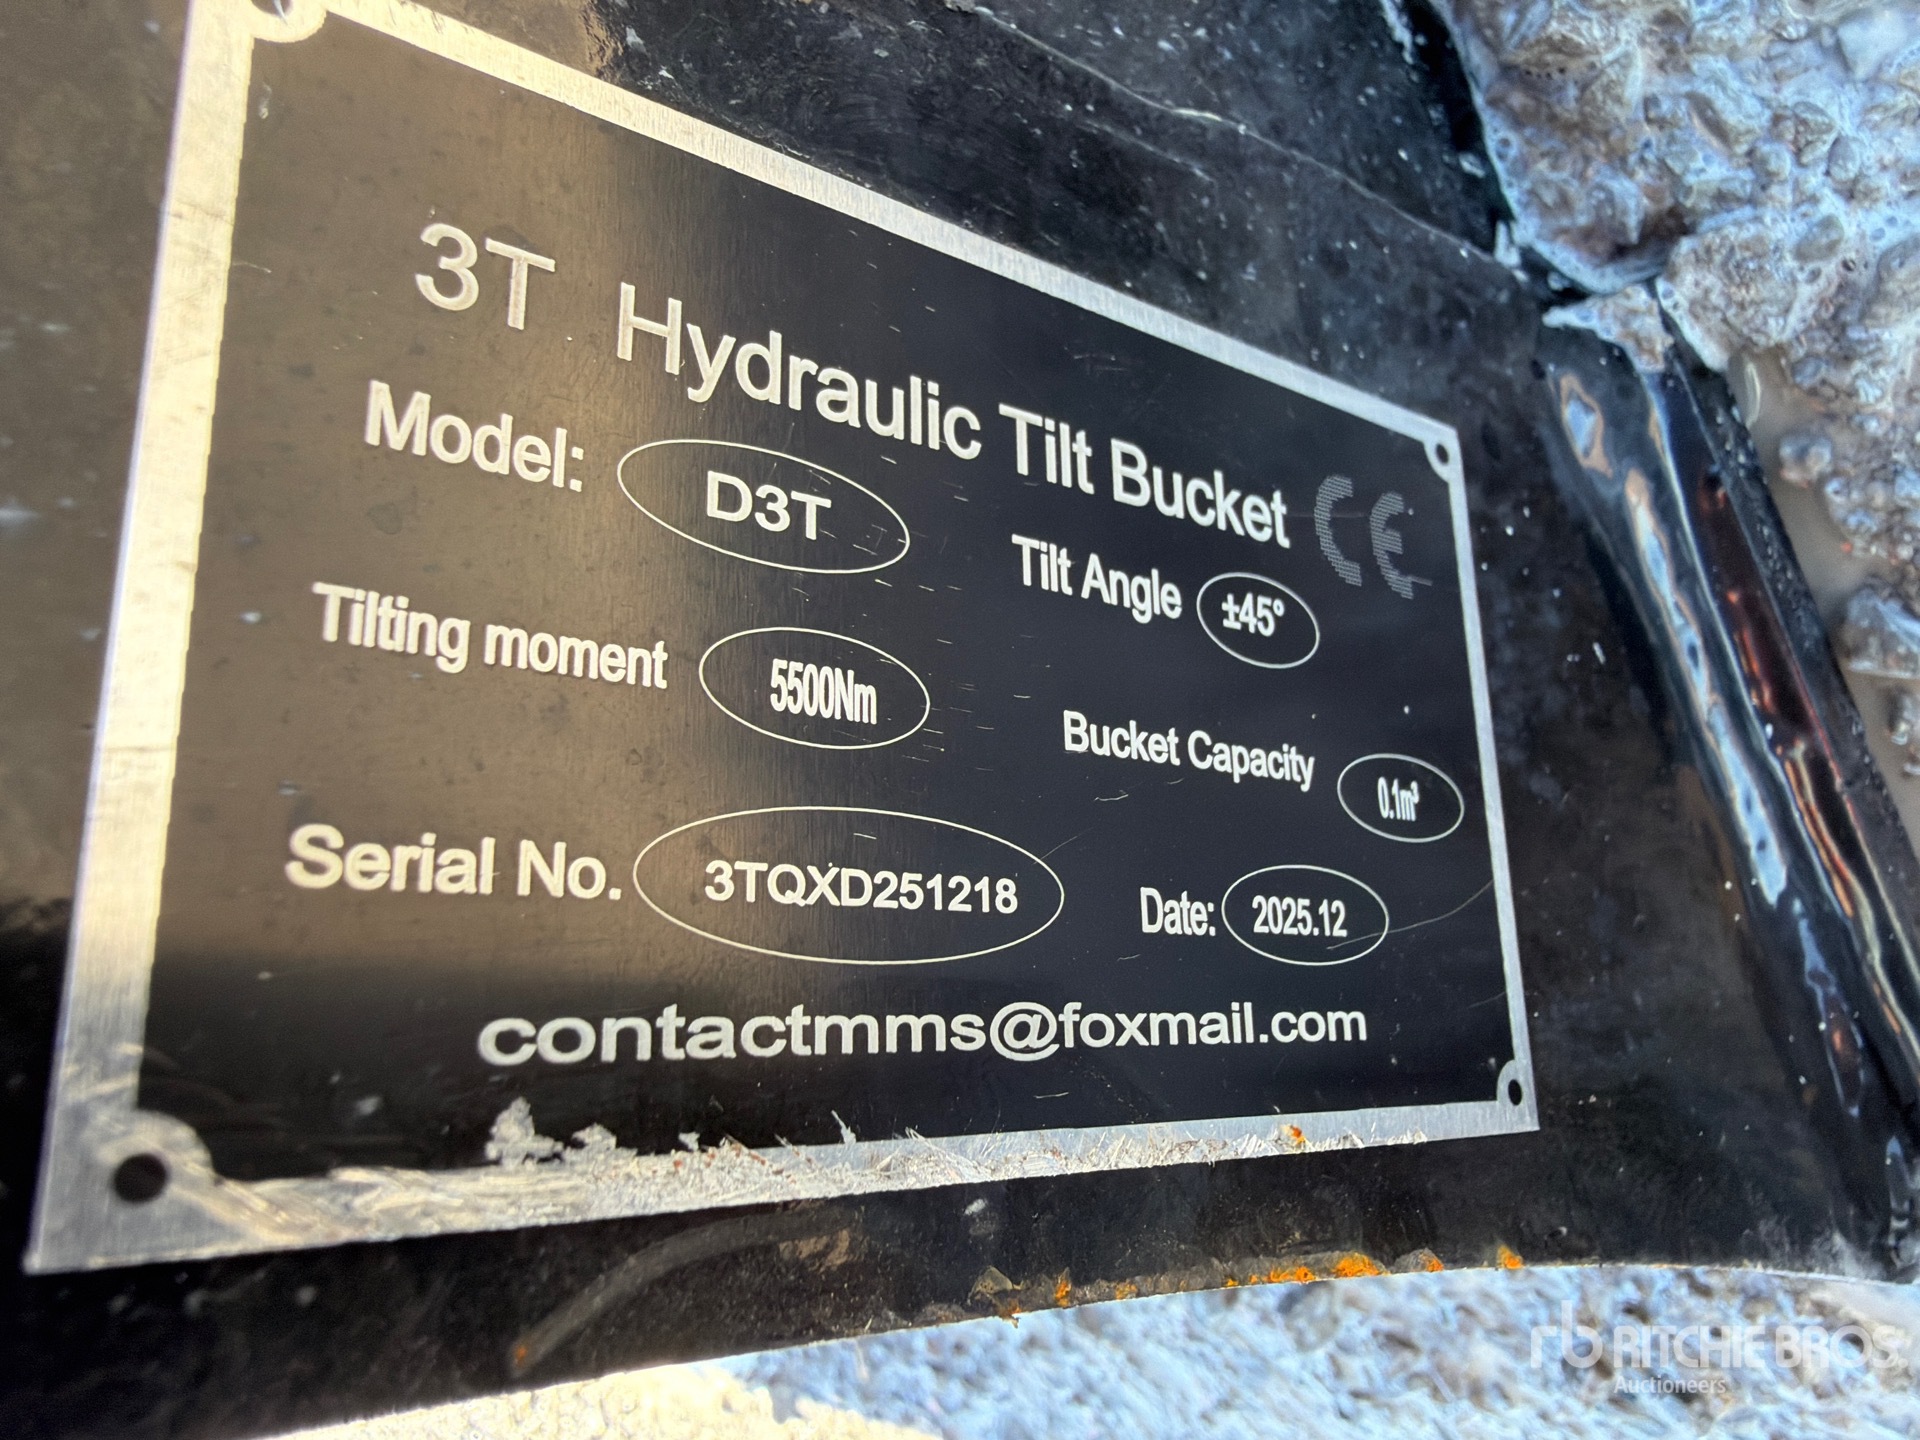 3T Hydraulic Tilt Bucket
CE
Model: D3T
Tilt Angle ±45°
Tilting moment 5500Nm
Bucket Capacity 0.1m³
Serial No. 3TQXD251218
Date: 2025.12
contactmms@foxmail.com
rb RITCHIE BROS.
Auctioneers